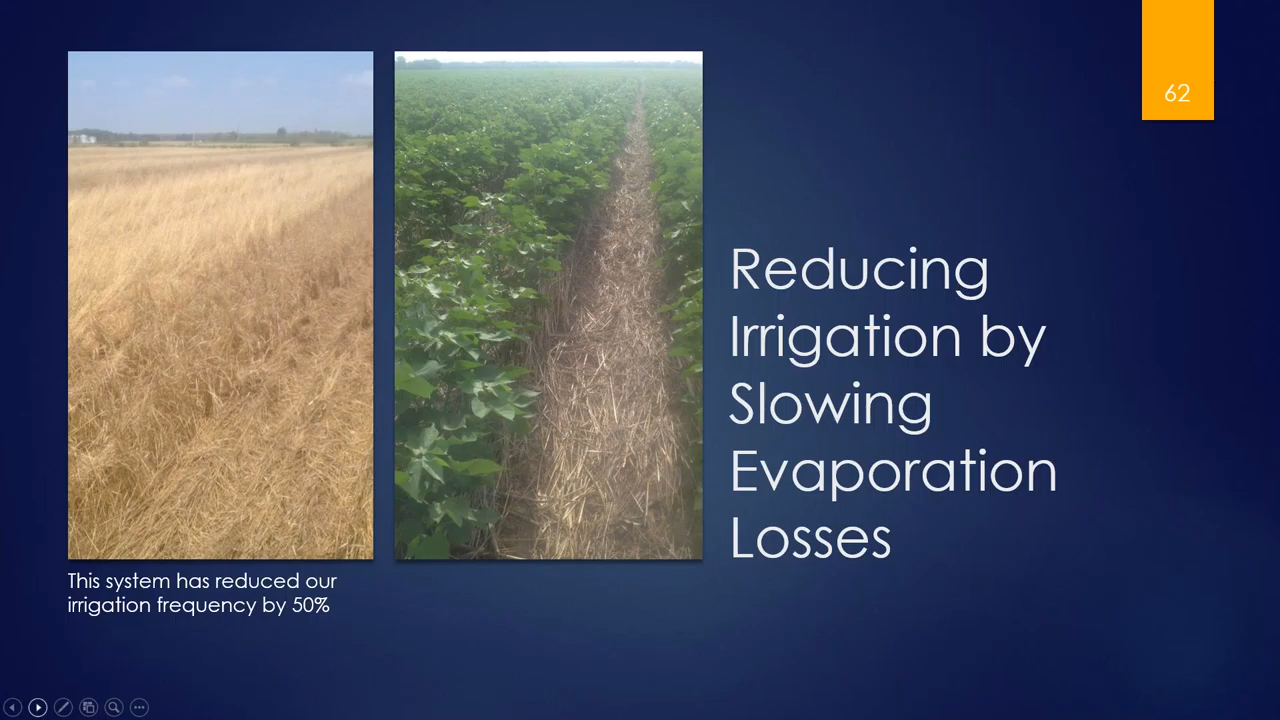 62
Reducing
Irrigation by
Slowing
Evaporation
Losses
This system has reduced our
irrigation frequency by 50%